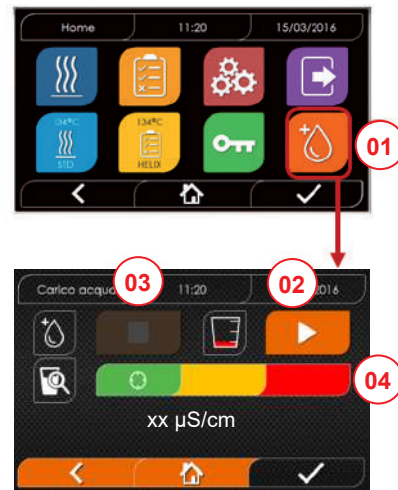 Home 11:20 15/03/2016
134°C 134°C
STD HELIX
01
03 02
Carico acqu 11:20 2016
04
xx µS/cm